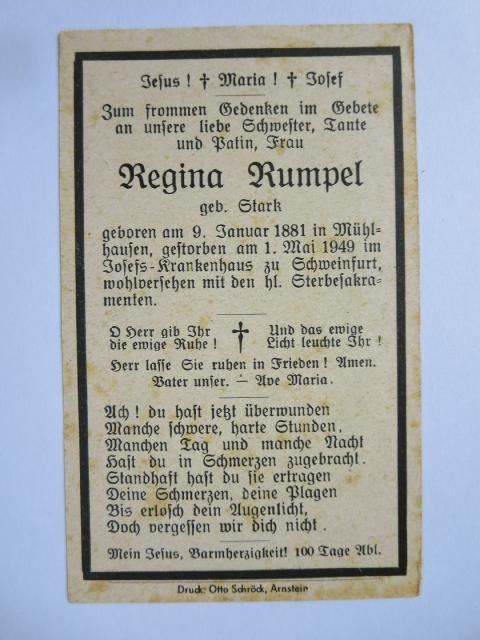 Jesus ! † Maria ! † Josef
Zum frommen Gedenken im Gebete
an unsere liebe Schwester, Tante
und Patin, Frau
Regina Rumpel
geb. Stark
geboren am 9. Januar 1881 in Mühl-
hausen, gestorben am 1. Mai 1949 im
Josefs-Krankenhaus zu Schweinfurt,
wohlversehen mit den hl. Sterbesakra-
menten.
O Herr gib Ihr
die ewige Ruhe !
†
Und das ewige
Licht leuchte Ihr !
Herr lasse Sie ruhen in Frieden ! Amen.
Vater unser. — Ave Maria.
Ach ! du hast jetzt überwunden
Manche schwere, harte Stunden,
Manchen Tag und manche Nacht
Hast du in Schmerzen zugebracht.
Standhaft hast du sie ertragen
Deine Schmerzen, deine Plagen
Bis erlosch dein Augenlicht,
Doch vergessen wir dich nicht .
Mein Jesus, Barmherzigkeit! 100 Tage Abl.
Druck: Otto Schröck, Arnstein